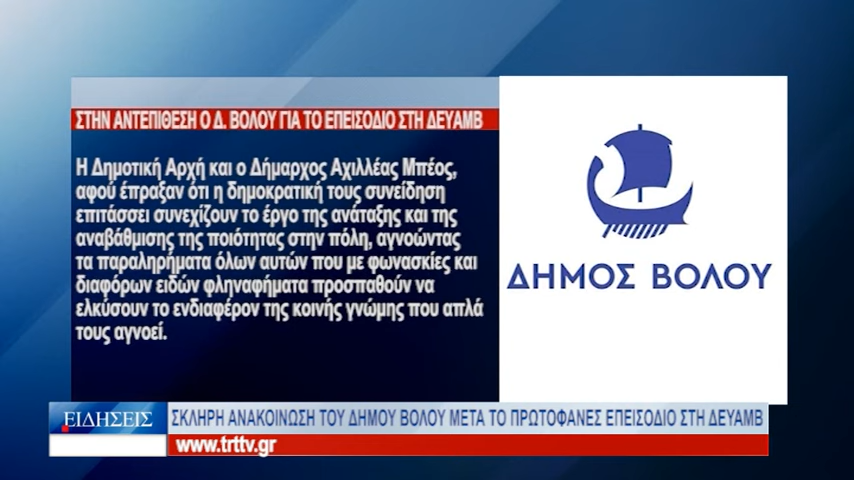 ΣΤΗΝ ΑΝΤΕΠΙΘΕΣΗ Ο Δ. ΒΟΛΟΥ ΓΙΑ ΤΟ ΕΠΕΙΣΟΔΙΟ ΣΤΗ ΔΕΥΑΜΒ
Η Δημοτική Αρχή και ο Δήμαρχος Αχιλλέας Μπέος,
αφού έπραξαν ότι η δημοκρατική τους συνείδηση
επιτάσσει συνεχίζουν το έργο της ανάταξης και της
αναβάθμισης της ποιότητας στην πόλη, αγνοώντας
τα παραληρήματα όλων αυτών που με φωνασκίες και
διαφόρων ειδών φληναφήματα προσπαθούν να
ελκύσουν το ενδιαφέρον της κοινής γνώμης που απλά
τους αγνοεί.
ΔΗΜΟΣ ΒΟΛΟΥ
ΕΙΔΗΣΕΙΣ
ΣΚΛΗΡΗ ΑΝΑΚΟΙΝΩΣΗ ΤΟΥ ΔΗΜΟΥ ΒΟΛΟΥ ΜΕΤΑ ΤΟ ΠΡΩΤΟΦΑΝΕΣ ΕΠΕΙΣΟΔΙΟ ΣΤΗ ΔΕΥΑΜΒ
www.trttv.gr